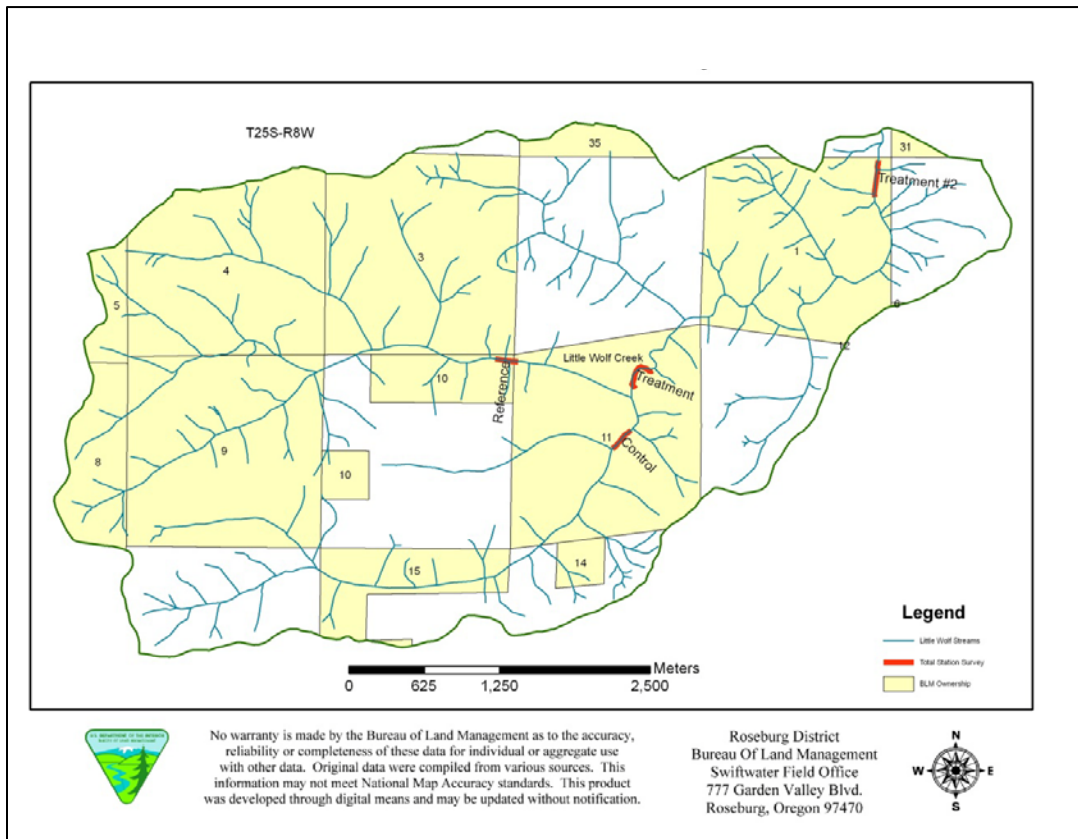 T25S-R8W
35
31
Treatment #2
1
3
4
5
6
12
Little Wolf Creek
Treatment
Reference
10
11
Control
9
8
10
15
14
Legend
Little Wolf Streams
Total Station Survey
BLM Ownership
Meters
0 625 1,250 2,500
No warranty is made by the Bureau of Land Management as to the accuracy,
reliability or completeness of these data for individual or aggregate use
with other data. Original data were compiled from various sources. This
information may not meet National Map Accuracy standards. This product
was developed through digital means and may be updated without notification.
Roseburg District
Bureau Of Land Management
Swiftwater Field Office
777 Garden Valley Blvd.
Roseburg, Oregon 97470
N
W E
S